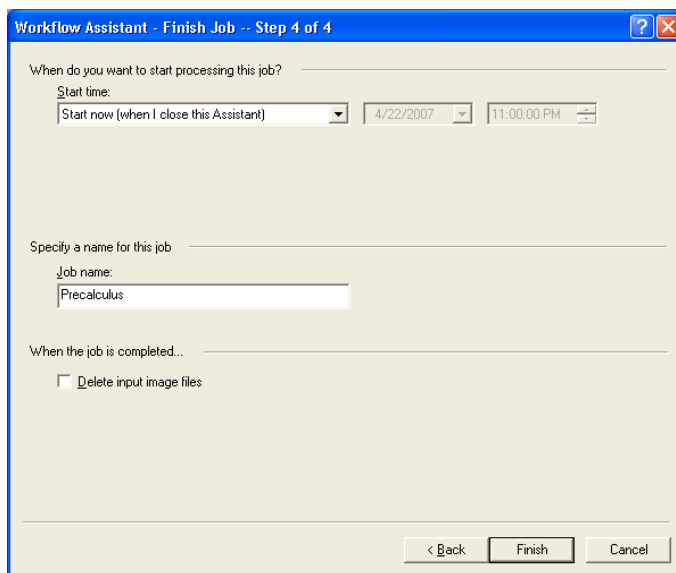 Workflow Assistant - Finish Job -- Step 4 of 4
When do you want to start processing this job?
Start time:
Start now (when I close this Assistant) 4/22/2007 11:00:00 PM
Specify a name for this job
Job name:
Precalculus
When the job is completed...
Delete input image files
< Back Finish Cancel